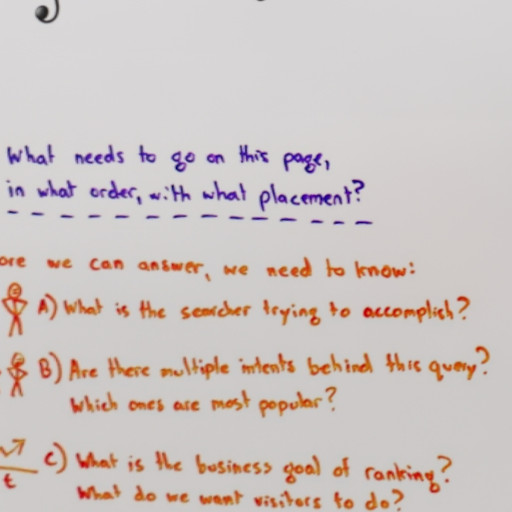 What needs to go on this page,
in what order, with what placement?
ore we can answer, we need to know:
A) What is the searcher trying to accomplish?
B) Are there multiple intents behind this query?
Which ones are most popular?
C) What is the business goal of ranking?
t What do we want visitors to do?